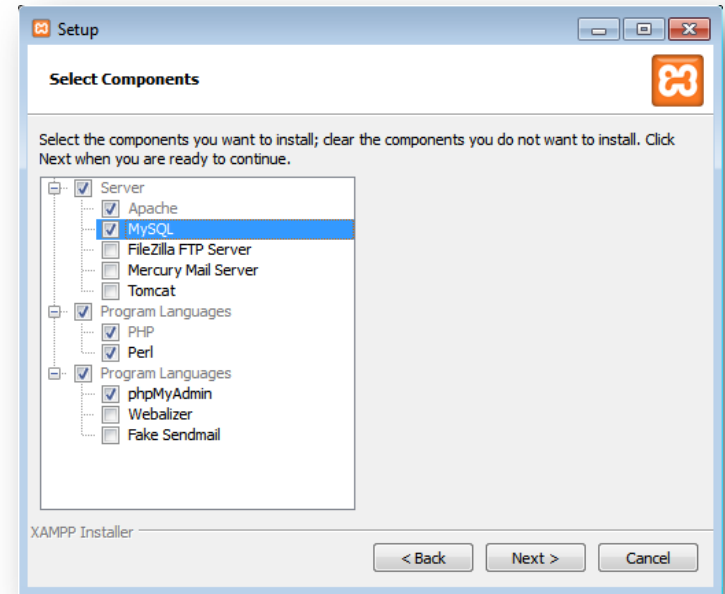 Setup
Select Components
Select the components you want to install; clear the components you do not want to install. Click
Next when you are ready to continue.
Server
Apache
MySQL
FileZilla FTP Server
Mercury Mail Server
Tomcat
Program Languages
PHP
Perl
Program Languages
phpMyAdmin
Webalizer
Fake Sendmail
XAMPP Installer
< Back Next > Cancel